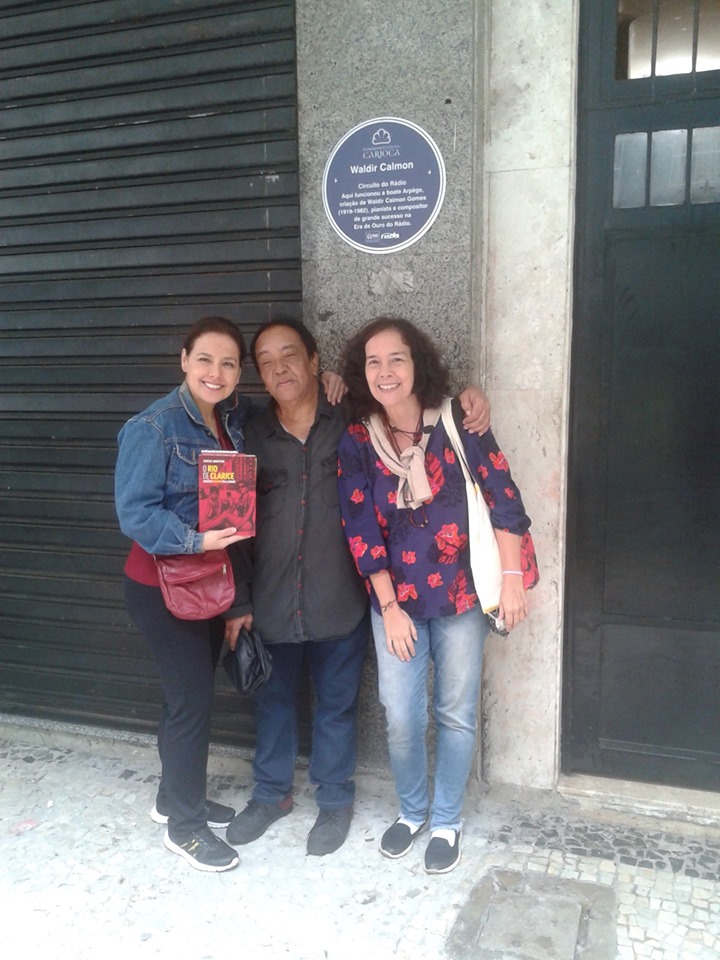 CARIOCA
Waldir Calmon
Circuito do Rádio
Aqui funcionou a boate Arpège,
criação de Waldir Calmon Gomes
(1919-1982), pianista e compositor
de grande sucesso na
Era de Ouro do Rádio.
O RIO
DE CLARICE